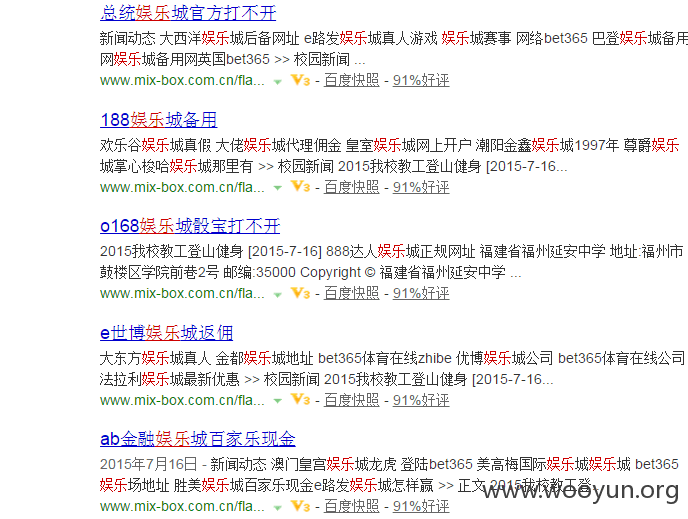 总统娱乐城官方打不开
新闻动态 大西洋娱乐城后备网址 e路发娱乐城真人游戏 娱乐城赛事 网络bet365 巴登娱乐城备用
网娱乐城备用网英国bet365 >> 校园新闻 ...
www.mix-box.com.cn/fla... V3 - 百度快照 - 91%好评
188娱乐城备用
欢乐谷娱乐城真假 大佬娱乐城代理佣金 皇室娱乐城网上开户 潮阳金鑫娱乐城1997年 尊爵娱乐
城掌心梭哈娱乐城那里有 >> 校园新闻 2015我校教工登山健身 [2015-7-16...
www.mix-box.com.cn/fla... V3 - 百度快照 - 91%好评
o168娱乐城骰宝打不开
2015我校教工登山健身 [2015-7-16] 888达人娱乐城正规网址 福建省福州延安中学 地址:福州市
鼓楼区学院前巷2号 邮编:35000 Copyright © 福建省福州延安中学 ...
www.mix-box.com.cn/fla... V3 - 百度快照 - 91%好评
e世博娱乐城返佣
大东方娱乐城真人 金都娱乐城地址 bet365体育在线zhibe 优博娱乐城公司 bet365体育在线公司
法拉利娱乐城最新优惠 >> 校园新闻 2015我校教工登山健身 [2015-7-16...
www.mix-box.com.cn/fla... V3 - 百度快照 - 91%好评
ab金融娱乐城百家乐现金
2015年7月16日 - 新闻动态 澳门皇宫娱乐城龙虎 登陆bet365 美高梅国际娱乐城娱乐城 bet365
娱乐场地址 胜美娱乐城百家乐现金e路发娱乐城怎样赢 >> 正文 2015我校教工登
www.wooyun.org
www.mix-box.com.cn/fla... V3 - 百度快照 - 91%好评